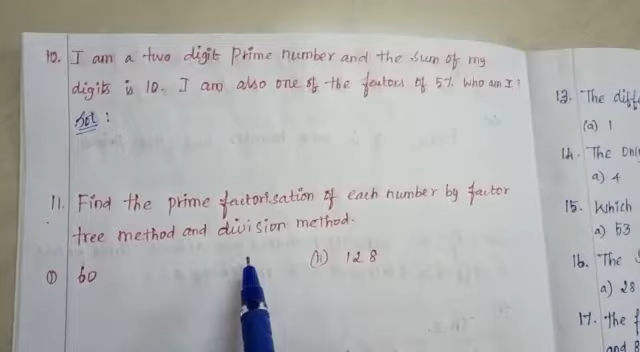 10. I am a two digit Prime number and the sum of my
digits is 10. I am also one of the factors of 57. Who am I?
Sol :
11. Find the prime factorisation of each number by factor
tree method and division method.
(i) 60 (ii) 128
13. The diff
(a) 1
14. The onl
a) 4
15. Which
a) 53
16. The
a) 28
17. The f
and 8